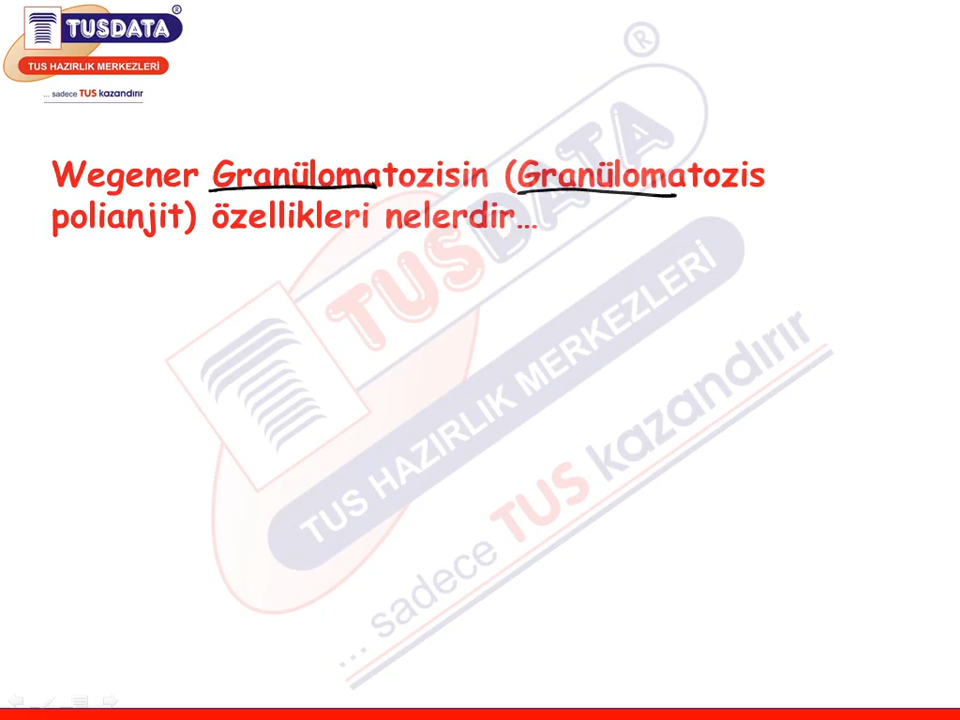 TUSDATA ®
TUS HAZIRLIK MERKEZLERİ
... sadece TUS kazandırır
Wegener Granülomatozisin (Granülomatozis
polianjit) özellikleri nelerdir...
TUSDATA ®
TUS HAZIRLIK MERKEZLERİ
... sadece TUS kazandırır